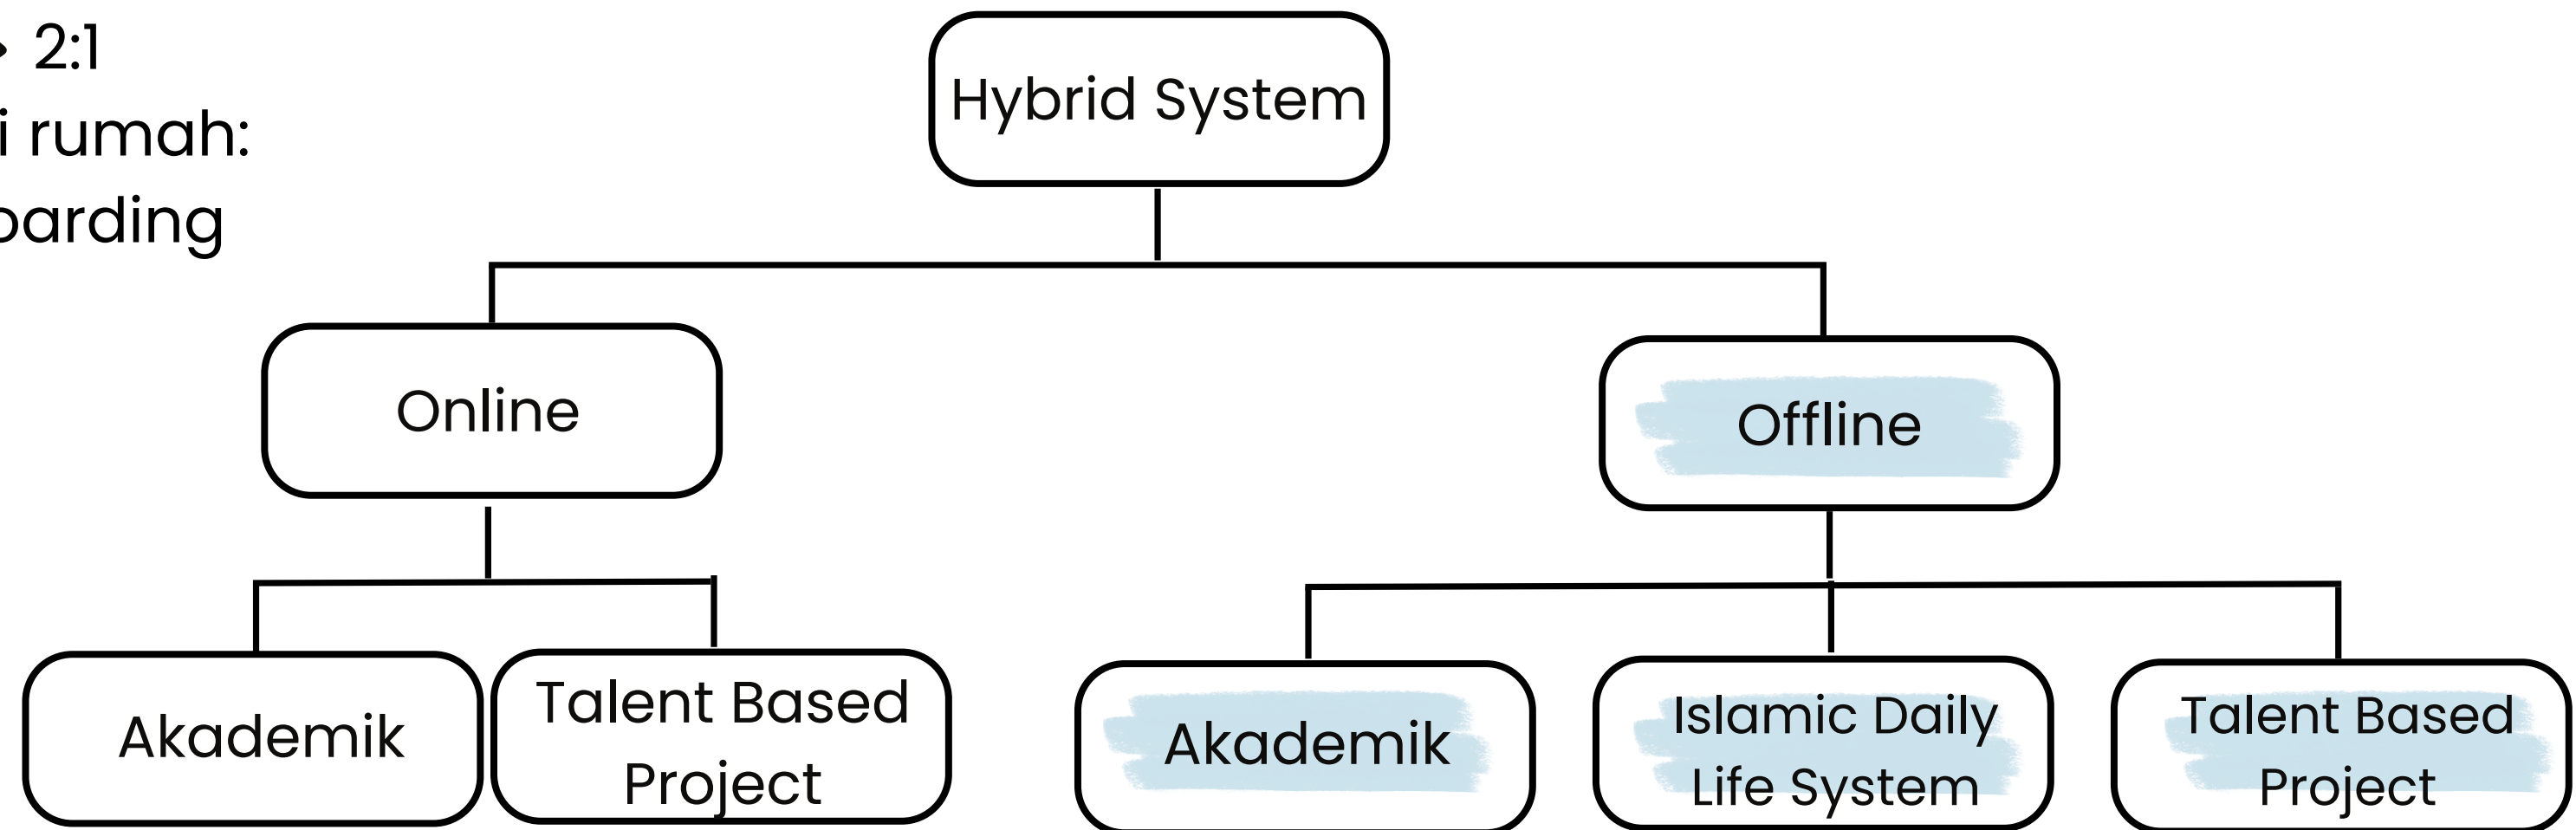 2:1
i rumah:
oarding
Hybrid System
Online
Offline
Akademik
Talent Based
Project
Akademik
Islamic Daily
Life System
Talent Based
Project